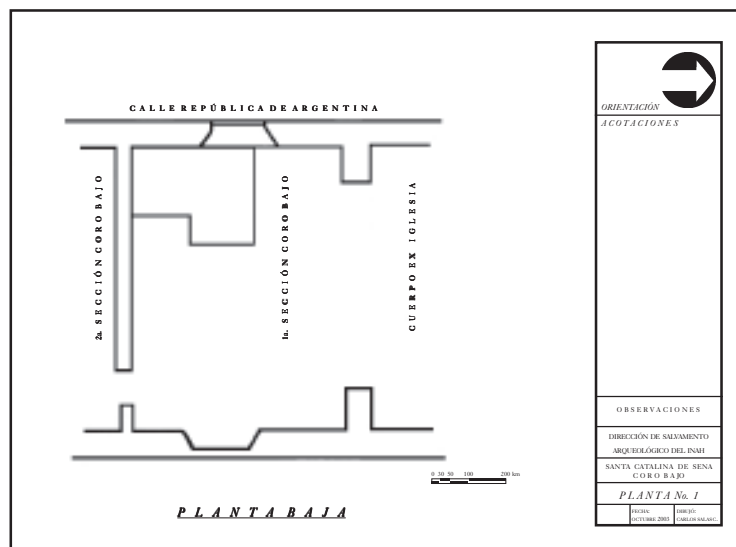 CALLE REPÚBLICA DE ARGENTINA
2a. SECCIÓN CORO BAJO
1a. SECCIÓN CORO BAJO
CUERPO EX IGLESIA
0 30 50 100 200 km
PLANTA BAJA
ORIENTACIÓN
ACOTACIONES
OBSERVACIONES
DIRECCIÓN DE SALVAMENTO
ARQUEOLÓGICO DEL INAH
SANTA CATALINA DE SENA
CORO BAJO
PLANTA No. 1
FECHA:
OCTUBRE 2003
DIBUJÓ:
CARLOS SALAS C.